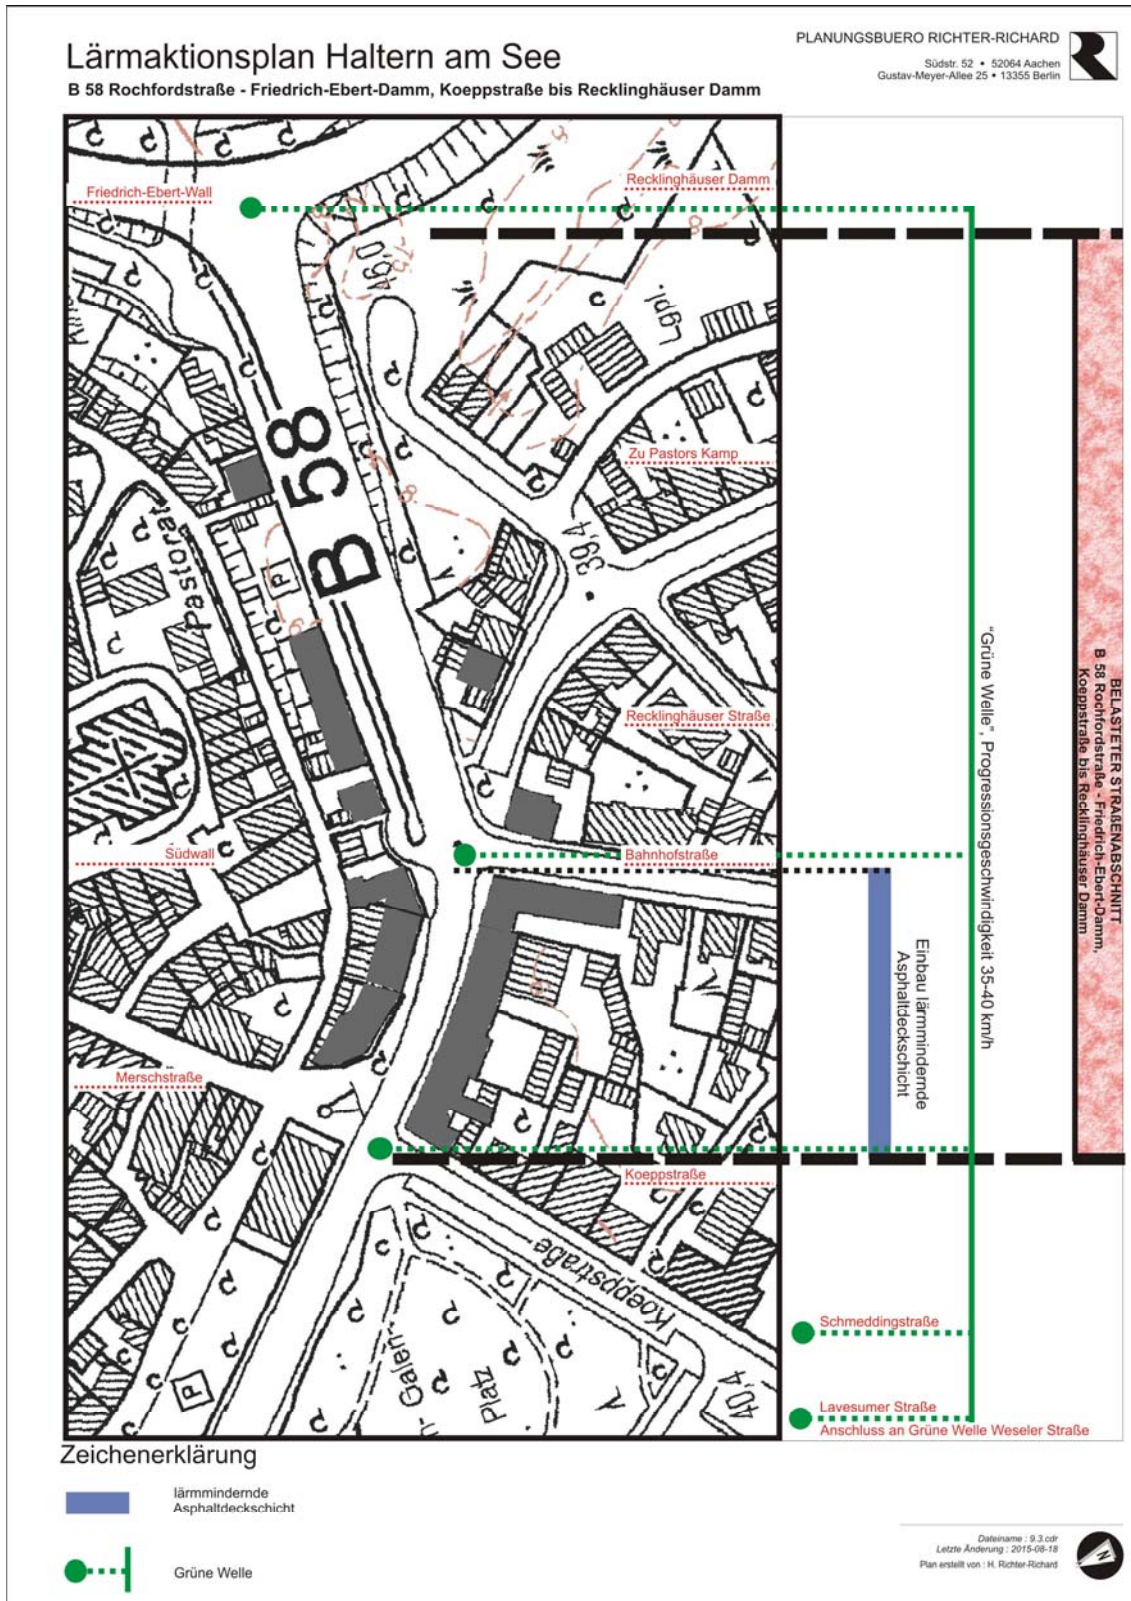 Lärmaktionsplan Haltern am See
B 58 Rochfordstraße - Friedrich-Ebert-Damm, Koeppstraße bis Recklinghäuser Damm
PLANUNGSBUERO RICHTER-RICHARD
Südstr. 52 • 52064 Aachen
Gustav-Meyer-Allee 25 • 13355 Berlin
Friedrich-Ebert-Wall
Recklinghäuser Damm
46,0
Lgpl.
B 58
Zu Pastors Kamp
39,4
Pastorat
P
Recklinghäuser Straße
Südwall
Bahnhofstraße
Merschstraße
Koeppstraße
Koeppstraße
-Galen-
Platz
P
40,4
"Grüne Welle", Progressionsgeschwindigkeit 35-40 km/h
Einbau lärmmindernde
Asphaltdeckschicht
BELASTETER STRAßENABSCHNITT
B 58 Rochfordstraße - Friedrich-Ebert-Damm,
Koeppstraße bis Recklinghäuser Damm
Schmeddingstraße
Lavesumer Straße
Anschluss an Grüne Welle Weseler Straße
Zeichenerklärung
lärmmindernde
Asphaltdeckschicht
Grüne Welle
Dateiname : 9.3.cdr
Letzte Änderung : 2015-08-18
Plan erstellt von : H. Richter-Richard
N